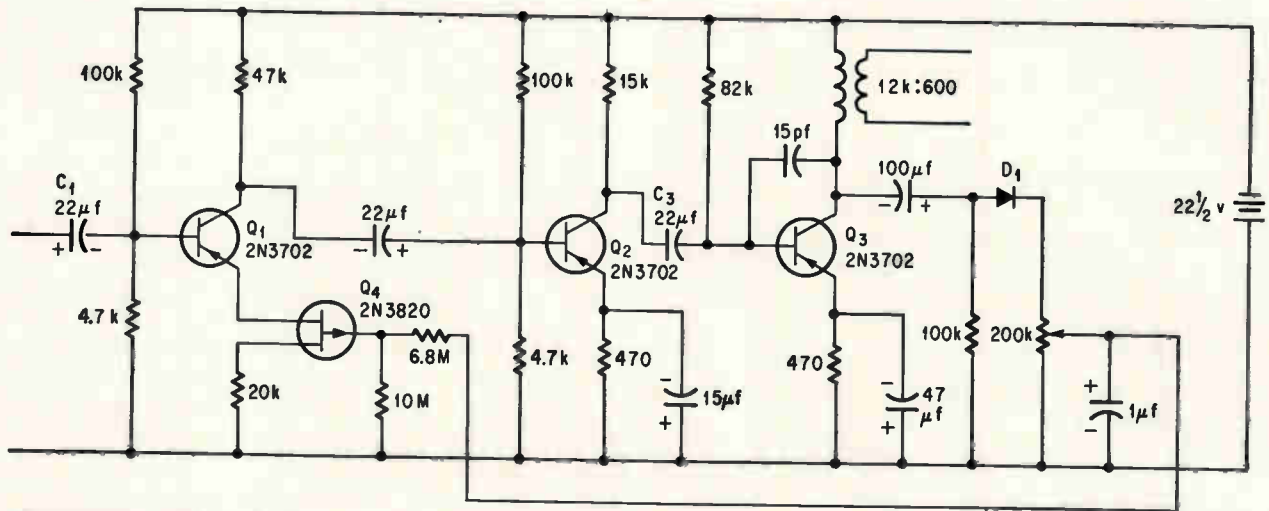 100k
47k
100k
15k
82k
12k:600
15pf
C1
22μf
+ -
Q1
2N3702
22μf
- +
C3
22μf
Q2
2N3702
Q3
2N3702
100μf
- +
D1
22½ v
Q4
2N3820
4.7k
6.8M
20k
10M
4.7k
470
-
15μf
+
470
-
47
μf
+
100k
200k
+
1μf
-